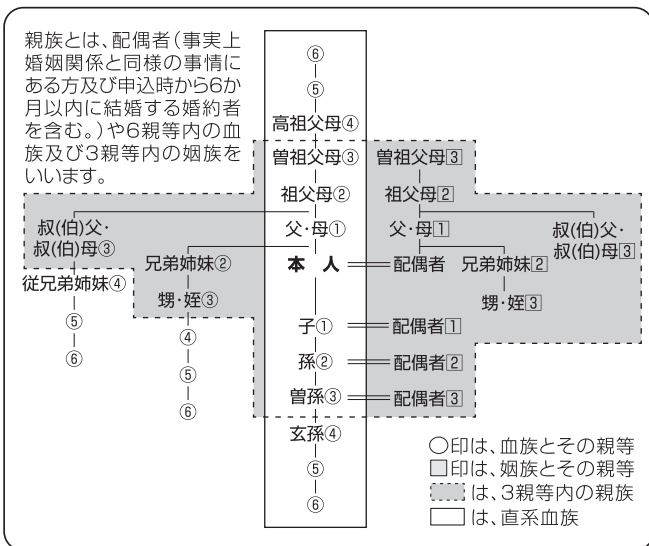 親族とは、配偶者(事実上
婚姻関係と同様の事情に
ある方及び申込時から6か
月以内に結婚する婚約者
を含む。)や6親等内の血
族及び3親等内の姻族を
いいます。
⑥
⑤
高祖父母④
曽祖父母③ 曽祖父母3
祖父母② 祖父母2
叔(伯)父・
叔(伯)母③
父・母① 父・母1
叔(伯)父・
叔(伯)母3
従兄弟姉妹④
兄弟姉妹② 本人 配偶者 兄弟姉妹2
⑤
甥・姪③ 甥・姪3
⑥
④
⑤
⑥
子① 配偶者1
孫② 配偶者2
曽孫③ 配偶者3
玄孫④
⑤
⑥
○印は、血族とその親等
□印は、姻族とその親等
は、3親等内の親族
は、直系血族